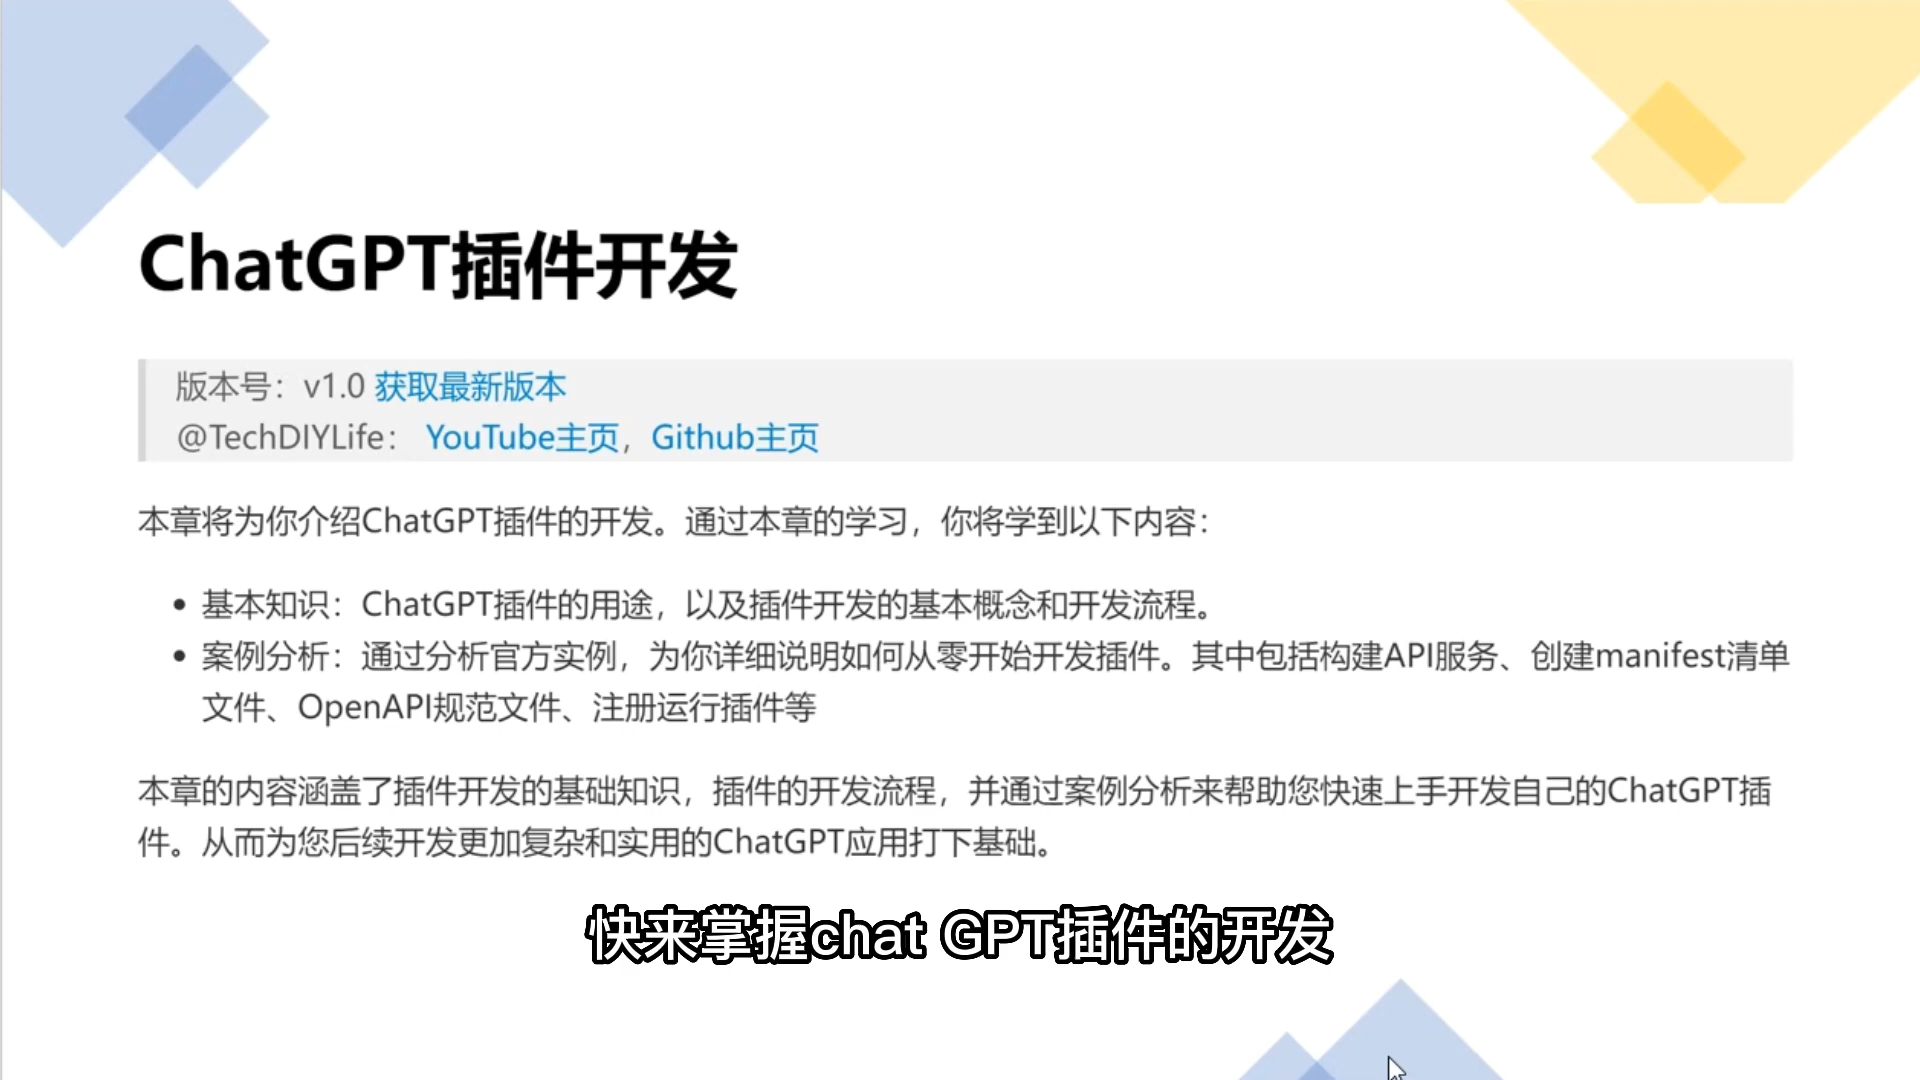 ChatGPT插件开发
版本号：v1.0 获取最新版本
@TechDIYLife： YouTube主页，Github主页
本章将为你介绍ChatGPT插件的开发。通过本章的学习，你将学到以下内容：
• 基本知识：ChatGPT插件的用途，以及插件开发的基本概念和开发流程。
• 案例分析：通过分析官方实例，为你详细说明如何从零开始开发插件。其中包括构建API服务、创建manifest清单
文件、OpenAPI规范文件、注册运行插件等
本章的内容涵盖了插件开发的基础知识，插件的开发流程，并通过案例分析来帮助您快速上手开发自己的ChatGPT插
件。从而为您后续开发更加复杂和实用的ChatGPT应用打下基础。
快来掌握chat GPT插件的开发